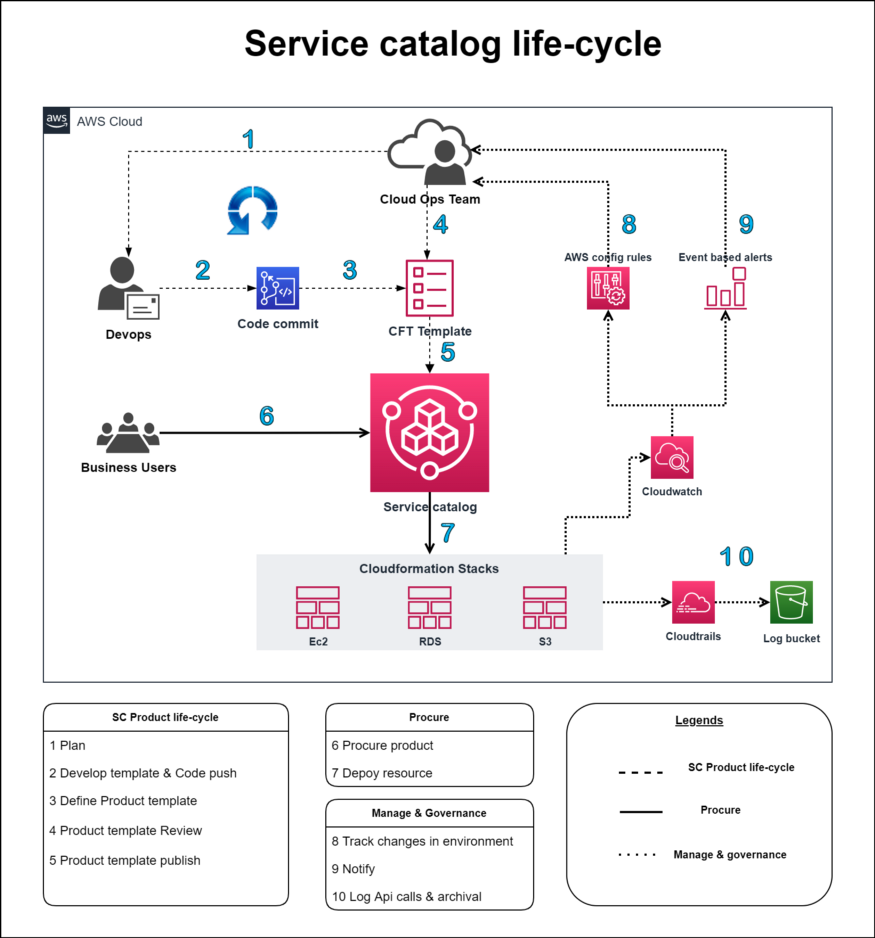 Service catalog life-cycle
aws
AWS Cloud
1
Cloud Ops Team
4
8
9
AWS config rules
Event based alerts
2
3
Devops
Code commit
CFT Template
5
6
Business Users
Service catalog
Cloudwatch
7
10
Cloudformation Stacks
Ec2
RDS
S3
Cloudtrails
Log bucket
SC Product life-cycle
1 Plan
2 Develop template & Code push
3 Define Product template
4 Product template Review
5 Product template publish
Procure
6 Procure product
7 Depoy resource
Manage & Governance
8 Track changes in environment
9 Notify
10 Log Api calls & archival
Legends
SC Product life-cycle
Procure
Manage & governance